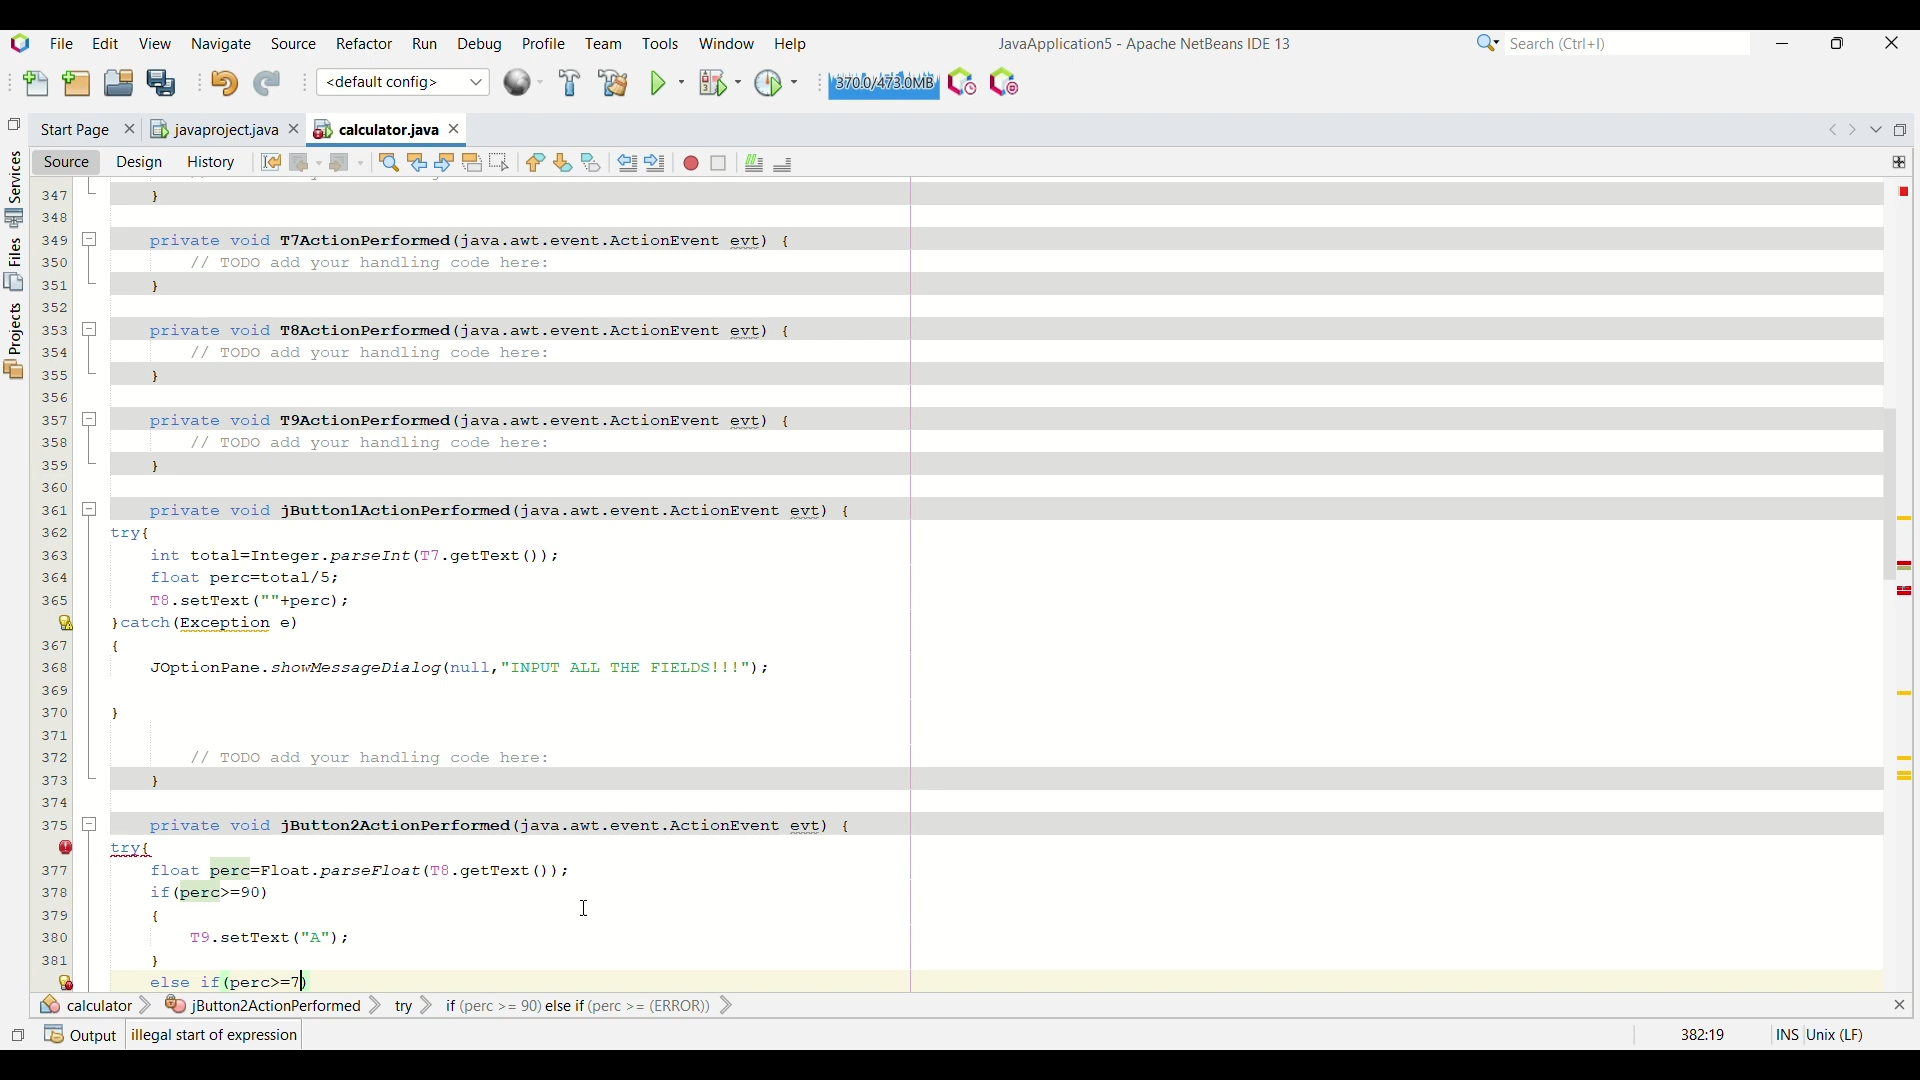 File Edit View Navigate Source Refactor Run Debug Profile Team Tools Window Help
JavaApplication5 - Apache NetBeans IDE 13
Search (Ctrl+I)
<default config>
370.0/473.0MB
Start Page
javaproject.java
calculator.java
Source Design History
Services
Files
Projects
347 }
348
349 private void T7ActionPerformed(java.awt.event.ActionEvent evt) {
350 // TODO add your handling code here:
351 }
352
353 private void T8ActionPerformed(java.awt.event.ActionEvent evt) {
354 // TODO add your handling code here:
355 }
356
357 private void T9ActionPerformed(java.awt.event.ActionEvent evt) {
358 // TODO add your handling code here:
359 }
360
361 private void jButton1ActionPerformed(java.awt.event.ActionEvent evt) {
362 try{
363 int total=Integer.parseInt(T7.getText());
364 float perc=total/5;
365 T8.setText(""+perc);
}catch(Exception e)
367 {
368 JOptionPane.showMessageDialog(null,"INPUT ALL THE FIELDS!!!");
369
370 }
371
372 // TODO add your handling code here:
373 }
374
375 private void jButton2ActionPerformed(java.awt.event.ActionEvent evt) {
try{
377 float perc=Float.parseFloat(T8.getText());
378 if(perc>=90)
379 {
380 T9.setText("A");
381 }
else if(perc>=7)
calculator jButton2ActionPerformed try if (perc >= 90) else if (perc >= (ERROR))
Output illegal start of expression
382:19 INS Unix (LF)